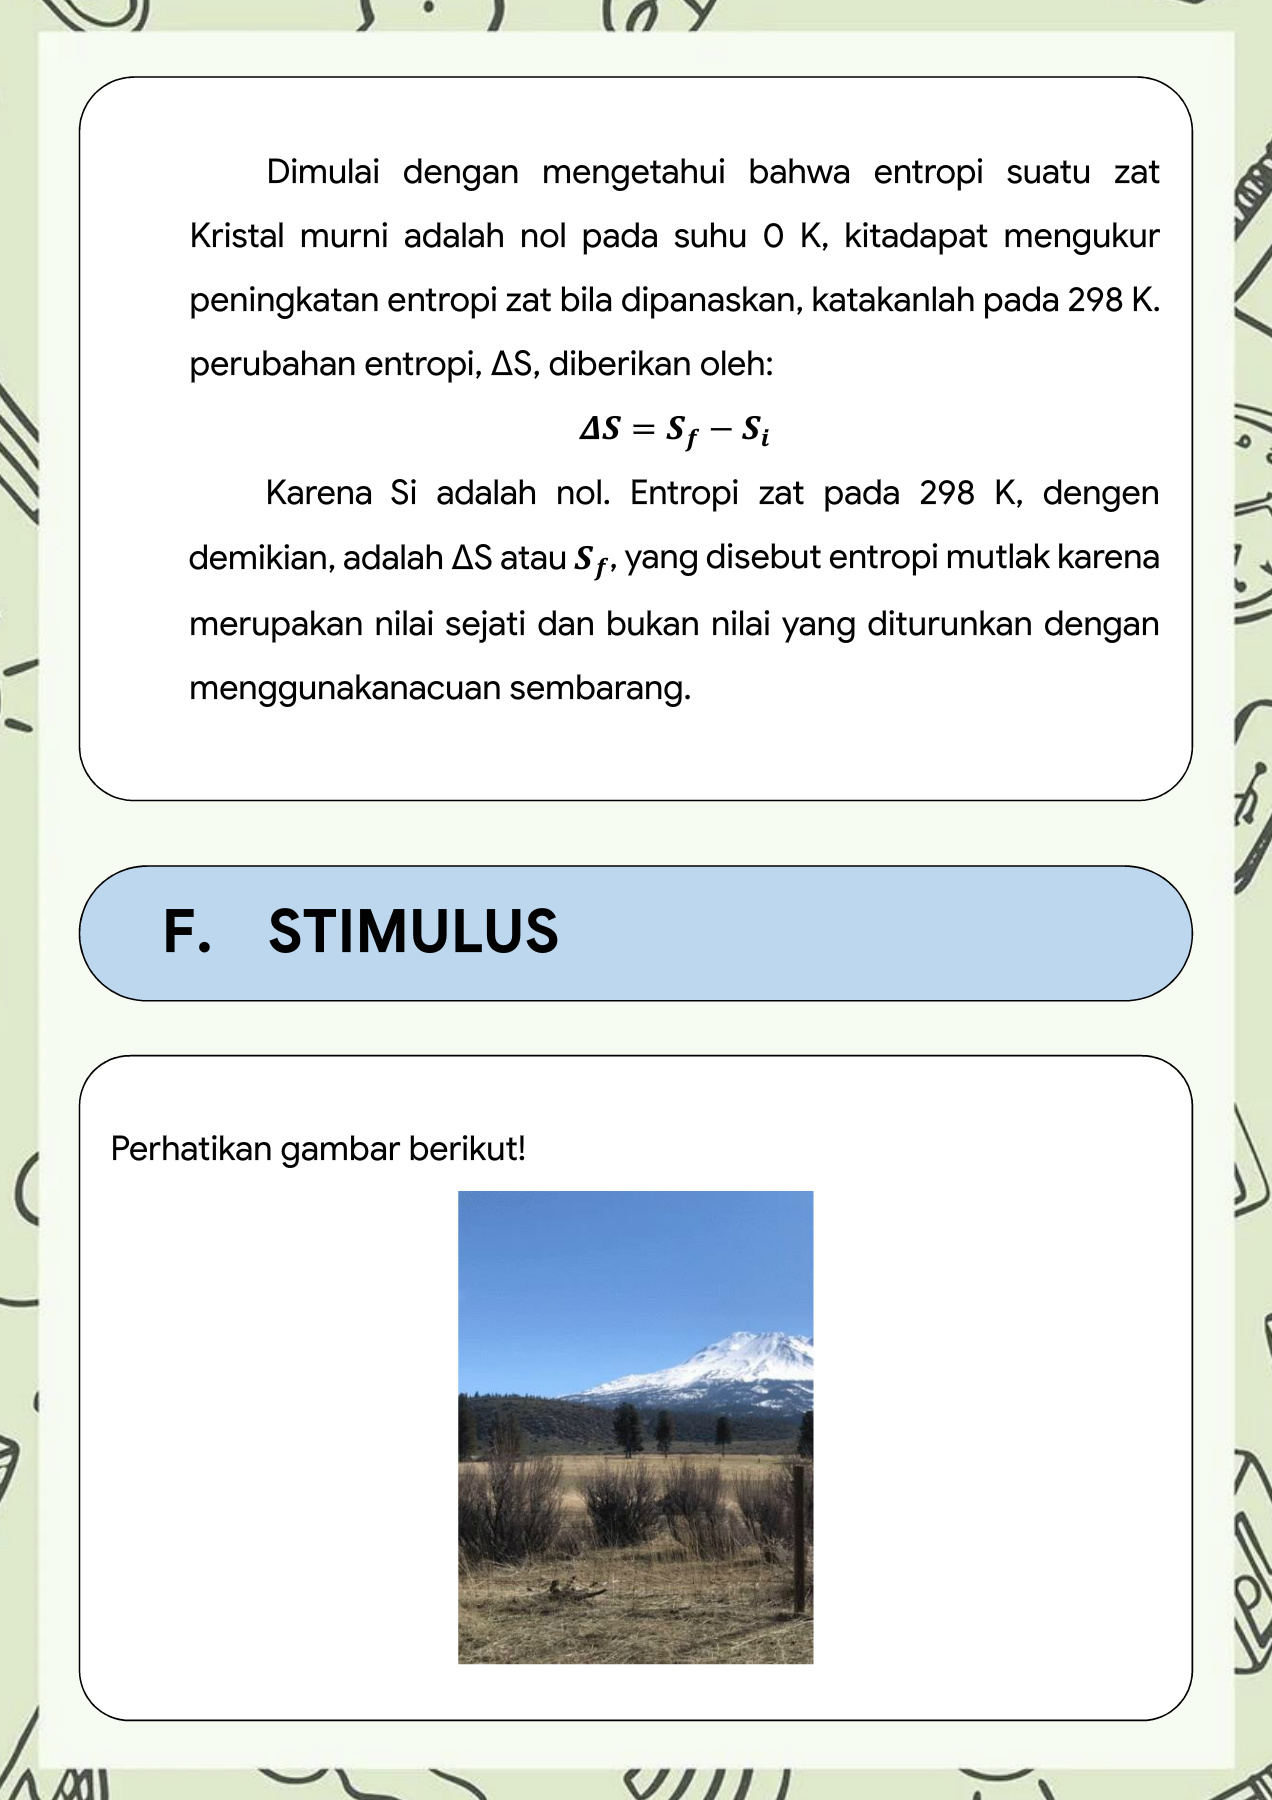 Dimulai dengan mengetahui bahwa entropi suatu zat
Kristal murni adalah nol pada suhu 0 K, kitadapat mengukur
peningkatan entropi zat bila dipanaskan, katakanlah pada 298 K.
perubahan entropi, ΔS, diberikan oleh:
ΔS = S_f − S_i
Karena Si adalah nol. Entropi zat pada 298 K, dengen
demikian, adalah ΔS atau S_f, yang disebut entropi mutlak karena
merupakan nilai sejati dan bukan nilai yang diturunkan dengan
menggunakanacuan sembarang.
F. STIMULUS
Perhatikan gambar berikut!